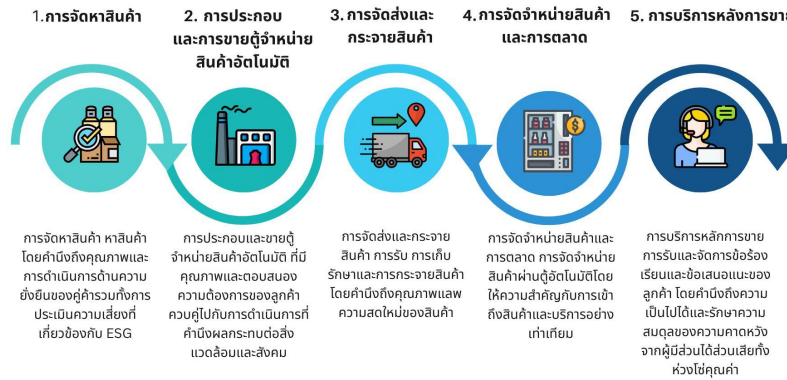 1.การจัดหาสินค้า
2. การประกอบ
และการขายตู้จำหน่าย
สินค้าอัตโนมัติ
3. การจัดส่งและ
กระจายสินค้า
4.การจัดจำหน่ายสินค้า
และการตลาด
5. การบริการหลังการขาย
การจัดหาสินค้า หาสินค้า
โดยคำนึงถึงคุณภาพและ
การดำเนินการด้านความ
ยั่งยืนของคู่ค้ารวมทั้งการ
ประเมินความเสี่ยงที่
เกี่ยวข้องกับ ESG
การประกอบและขายตู้
จำหน่ายสินค้าอัตโนมัติ ที่มี
คุณภาพและตอบสนอง
ความต้องการของลูกค้า
ควบคู่ไปกับการดำเนินการที่
คำนึงผลกระทบต่อสิ่ง
แวดล้อมและสังคม
การจัดส่งและกระจาย
สินค้า การรับ การเก็บ
รักษาและการกระจายสินค้า
โดยคำนึงถึงคุณภาพแลพ
ความสดใหม่ของสินค้า
การจัดจำหน่ายสินค้าและ
การตลาด การจัดจำหน่าย
สินค้าผ่านตู้อัตโนมัติโดย
ให้ความสำคัญกับการเข้า
ถึงสินค้าและบริการอย่าง
เท่าเทียม
การบริการหลักการขาย
การรับและจัดการข้อร้อง
เรียนและข้อเสนอแนะของ
ลูกค้า โดยคำนึงถึงความ
เป็นไปได้และรักษาความ
สมดุลของความคาดหวัง
จากผู้มีส่วนได้ส่วนเสียทั้ง
ห่วงโซ่คุณค่า